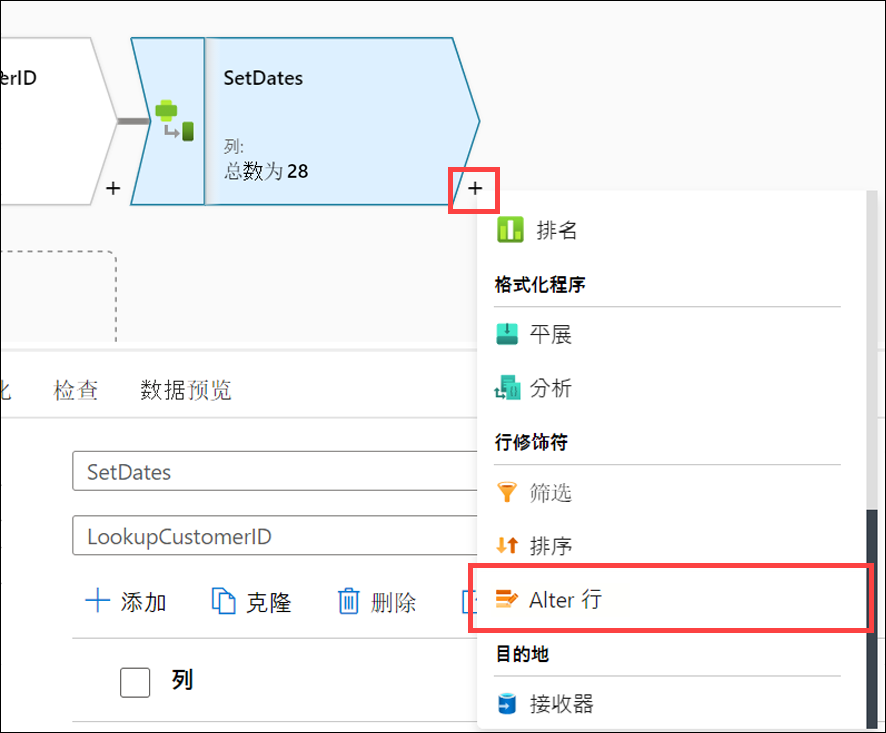 erID
SetDates
列:
总数为 28
+
+
排名
格式化程序
平展
分析
行修饰符
筛选
排序
Alter 行
目的地
接收器
化 检查 数据预览
SetDates
LookupCustomerID
添加 克隆 删除
列